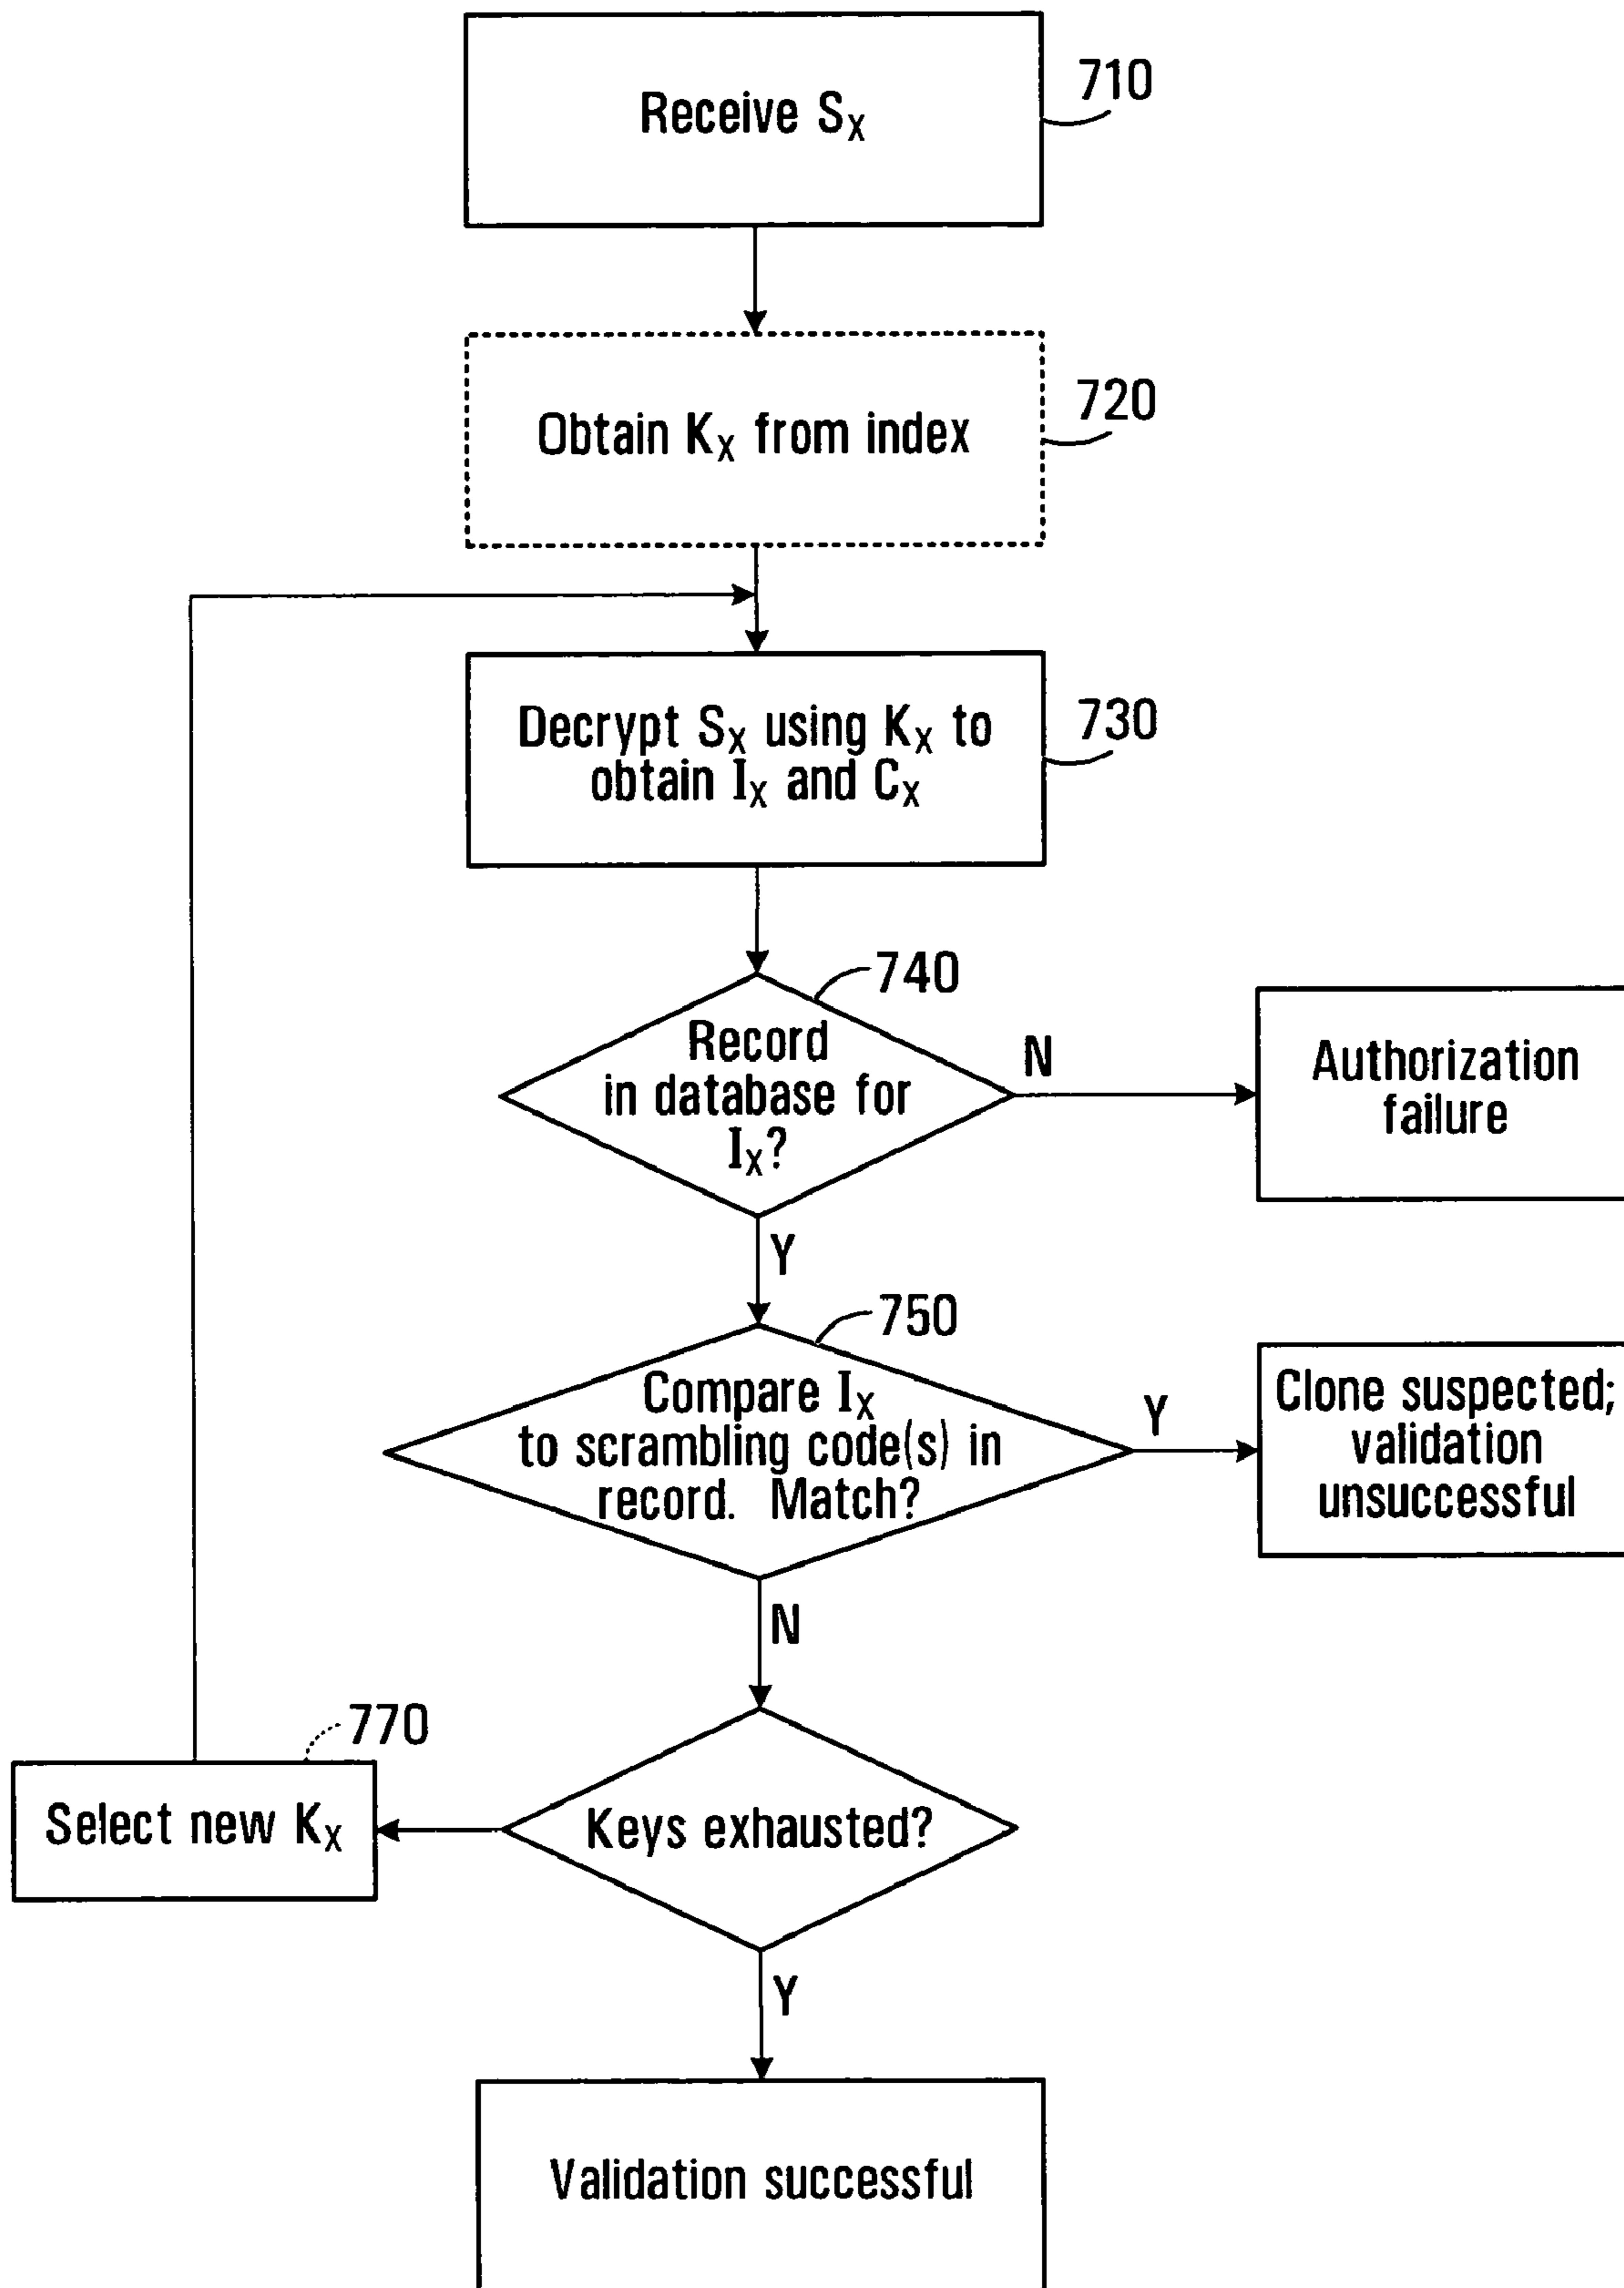 Receive Sx
710
Obtain Kx from index
720
Decrypt Sx using Kx to
obtain Ix and Cx
730
740
Record
in database for
Ix?
N
Authorization
failure
Y
750
Compare Ix
to scrambling code(s) in
record. Match?
Y
Clone suspected;
validation
unsuccessful
N
770
Select new Kx
Keys exhausted?
Y
Validation successful